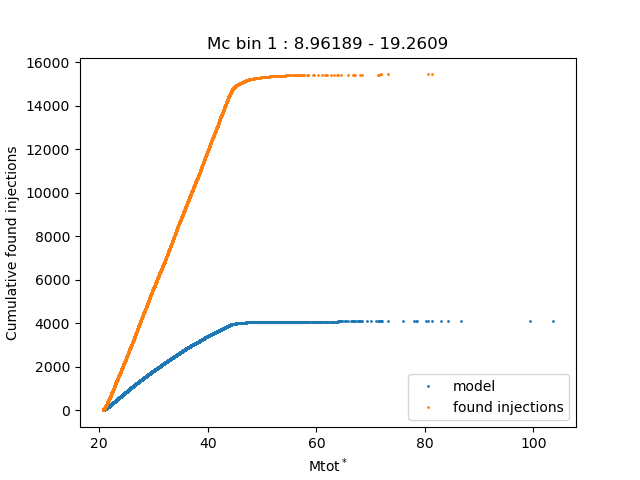 Mc bin 1 : 8.96189 - 19.2609
Cumulative found injections
16000
14000
12000
10000
8000
6000
4000
2000
0
20 40 60 80 100
Mtot*
model
found injections